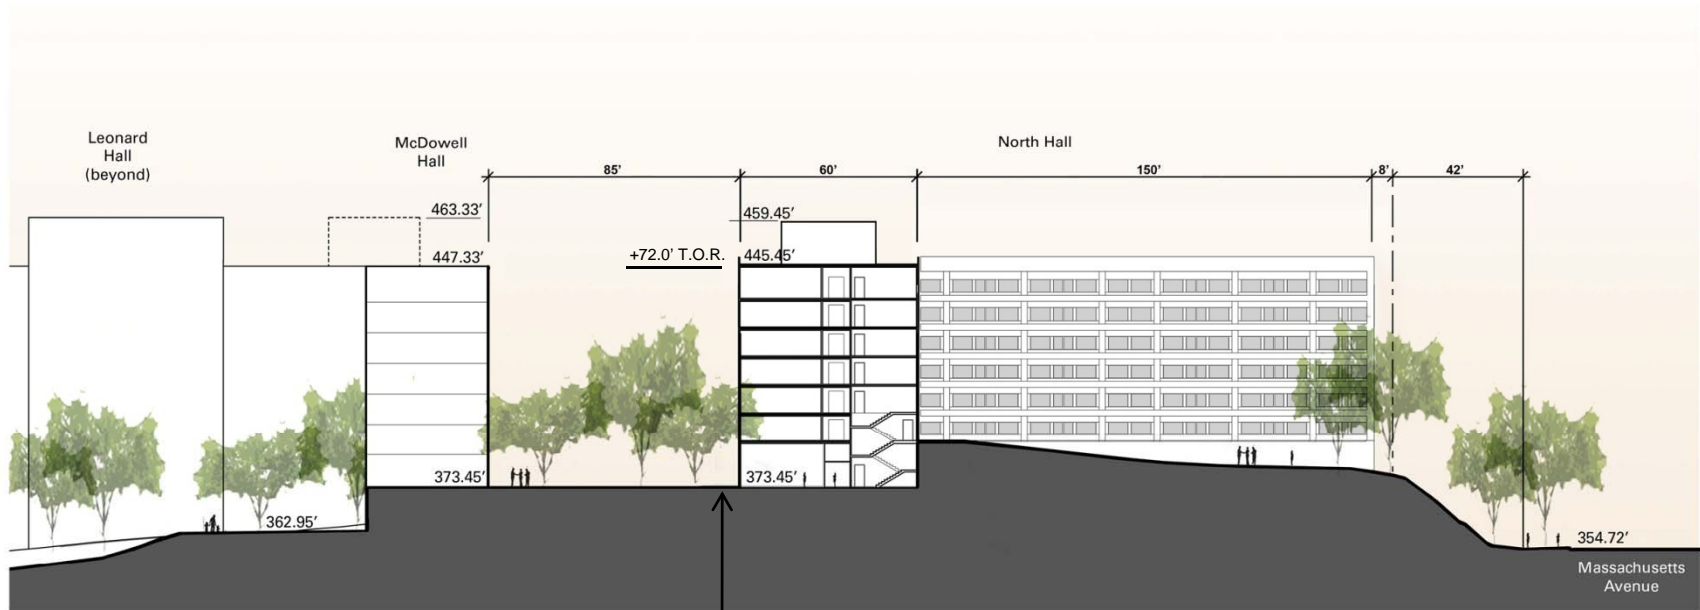 Leonard
Hall
(beyond)
McDowell
Hall
North Hall
85’
60’
150’
8’
42’
463.33’
459.45’
447.33’
+72.0’ T.O.R.
445.45’
373.45’
373.45’
362.95’
354.72’
Massachusetts
Avenue